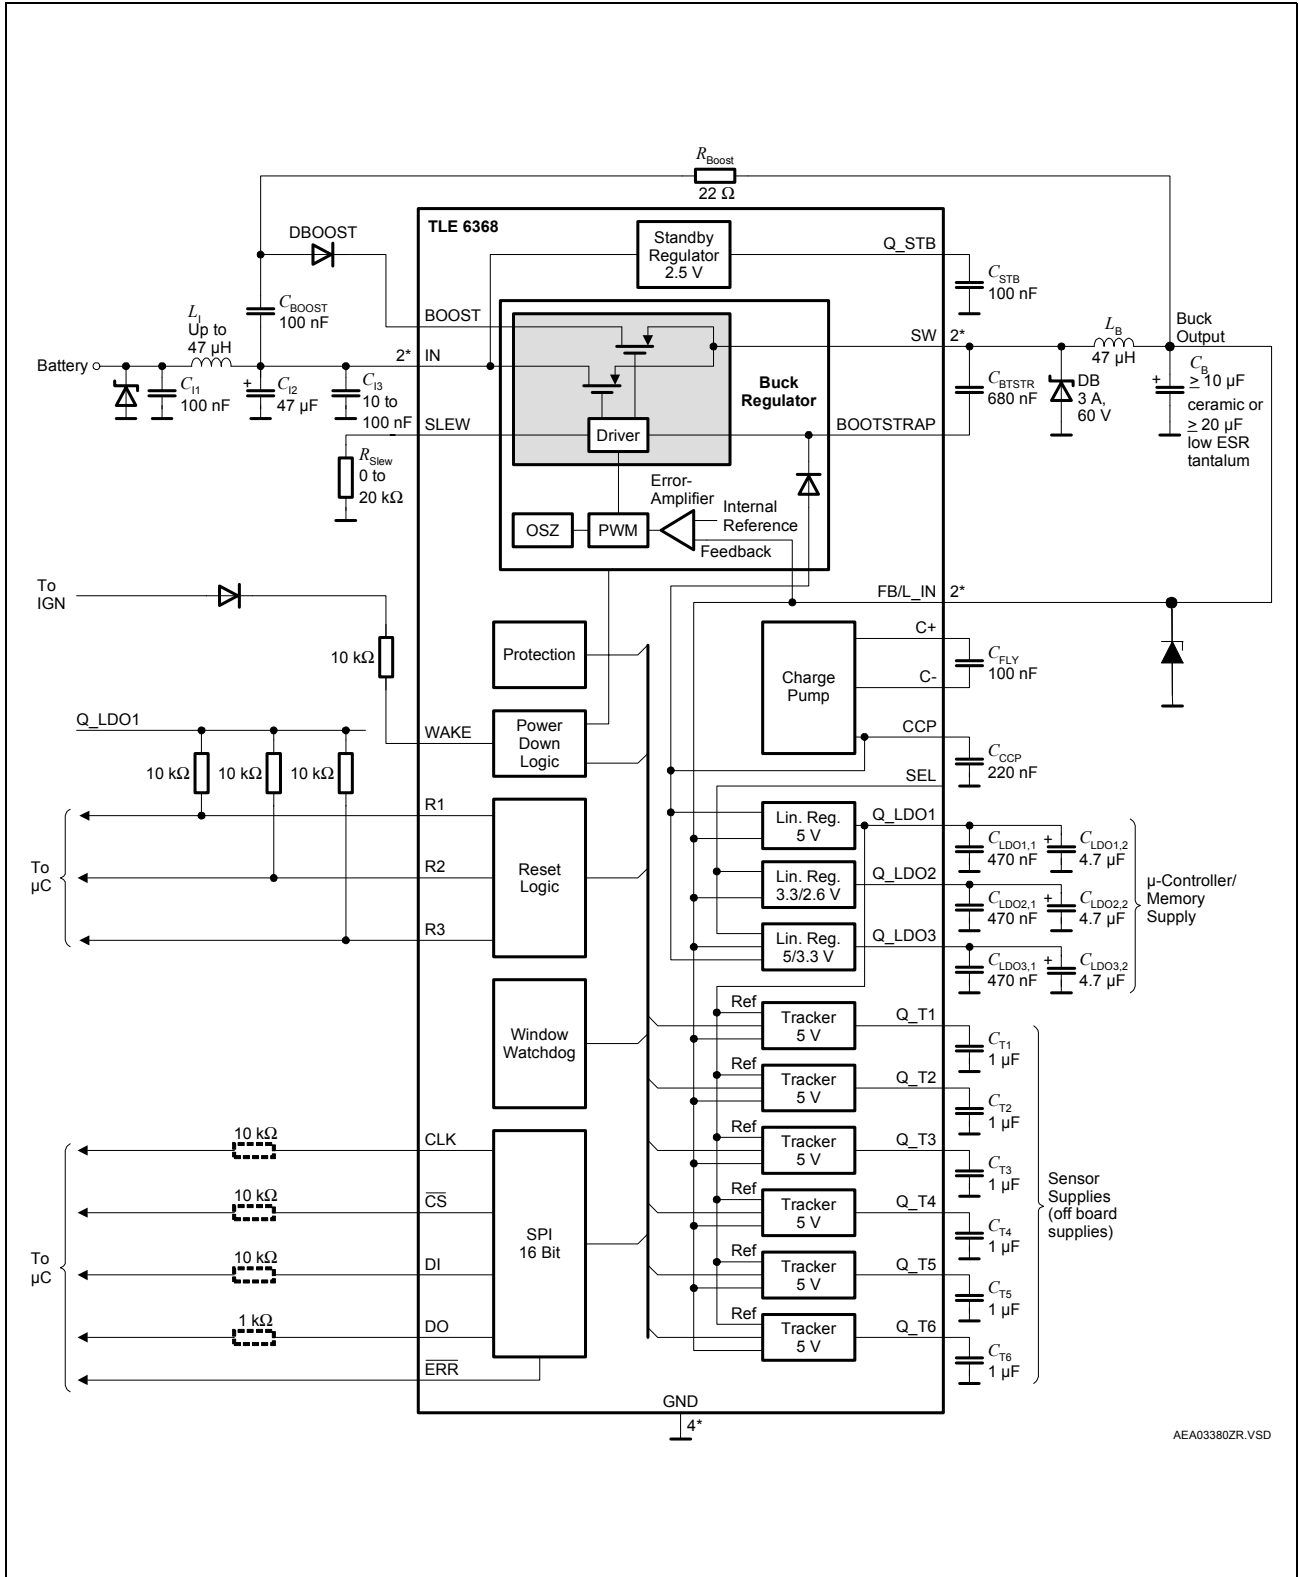 R_Boost
22 Ω
TLE 6368
DBOOST
Standby
Regulator
2.5 V
Q_STB
C_STB
100 nF
C_BOOST
100 nF
L_I
Up to
47 µH
BOOST
Battery
2* IN
SW 2*
L_B
47 µH
Buck
Output
C_I1
100 nF
+
C_I2
47 µF
C_I3
10 to
100 nF
Buck
Regulator
C_BTSTR
680 nF
DB
3 A,
60 V
+
C_B
≥ 10 µF
ceramic or
≥ 20 µF
low ESR
tantalum
SLEW
Driver
BOOTSTRAP
R_Slew
0 to
20 kΩ
Error-
Amplifier
Internal
Reference
OSZ
PWM
Feedback
To
IGN
FB/L_IN 2*
10 kΩ
Protection
Charge
Pump
C+
C-
C_FLY
100 nF
Q_LDO1
WAKE
Power
Down
Logic
CCP
C_CCP
220 nF
10 kΩ
10 kΩ
10 kΩ
SEL
R1
R2
R3
To
µC
Reset
Logic
Lin. Reg.
5 V
Q_LDO1
C_LDO1,1
470 nF
+
C_LDO1,2
4.7 µF
Lin. Reg.
3.3/2.6 V
Q_LDO2
C_LDO2,1
470 nF
+
C_LDO2,2
4.7 µF
Lin. Reg.
5/3.3 V
Q_LDO3
C_LDO3,1
470 nF
+
C_LDO3,2
4.7 µF
µ-Controller/
Memory
Supply
Window
Watchdog
Ref
Tracker
5 V
Q_T1
C_T1
1 µF
Ref
Tracker
5 V
Q_T2
C_T2
1 µF
Ref
Tracker
5 V
Q_T3
C_T3
1 µF
Ref
Tracker
5 V
Q_T4
C_T4
1 µF
Ref
Tracker
5 V
Q_T5
C_T5
1 µF
Ref
Tracker
5 V
Q_T6
C_T6
1 µF
Sensor
Supplies
(off board
supplies)
10 kΩ
CLK
10 kΩ
C̅S̅
10 kΩ
DI
1 kΩ
DO
E̅R̅R̅
To
µC
SPI
16 Bit
GND
4*
AEA03380ZR.VSD